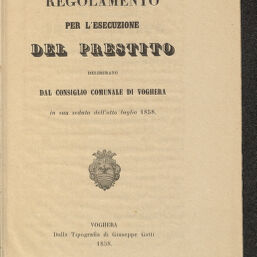 REGOLAMENTO
PER L'ESECUZIONE
DEL PRESTITO
DELIBERATO
DAL CONSIGLIO COMUNALE DI VOGHERA
in sua seduta dell'otto luglio 1858.
VOGHERA
Dalla Tipografia di Giuseppe Gatti
1858.